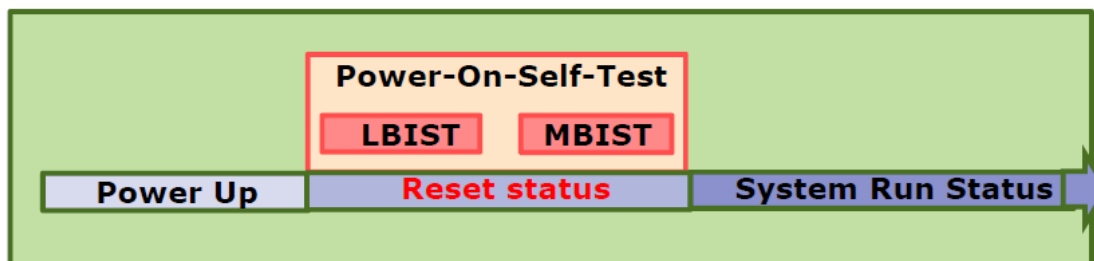 Power-On-Self-Test
LBIST MBIST
Power Up Reset status System Run Status